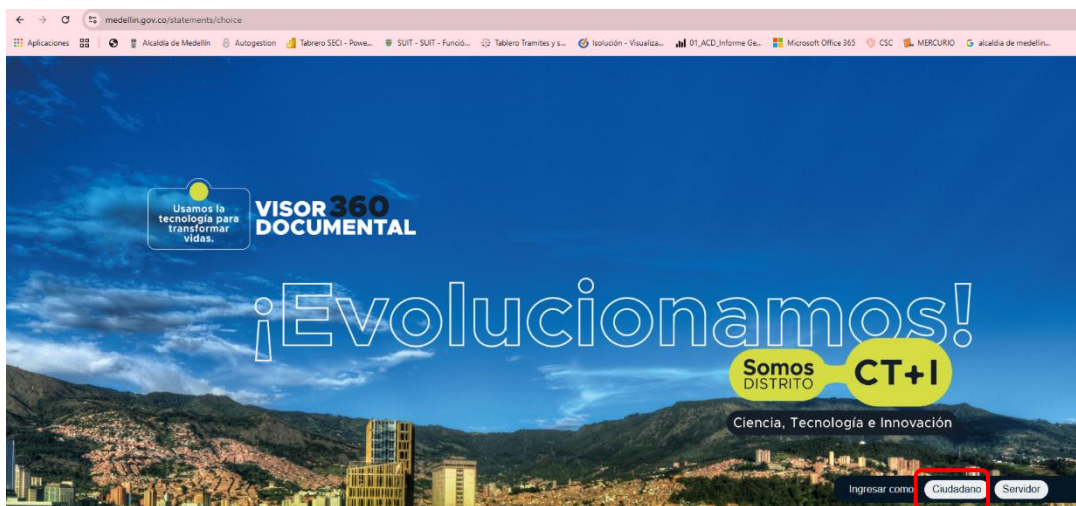 medellin.gov.co/statements/choice
Aplicaciones Alcaldía de Medellín Autogestion Tabrero SECI - Powe... SUIT - SUIT - Funció... Tablero Tramites y s... Isolución - Visualiza... 01_ACD_Informe Ge... Microsoft Office 365 CSC MERCURIO alcaldia de medellin...
Usamos la
tecnología para
transformar
vidas.
VISOR 360
DOCUMENTAL
¡Evolucionamos!
Somos
DISTRITO
CT+I
Ciencia, Tecnología e Innovación
Ingresar como Ciudadano Servidor